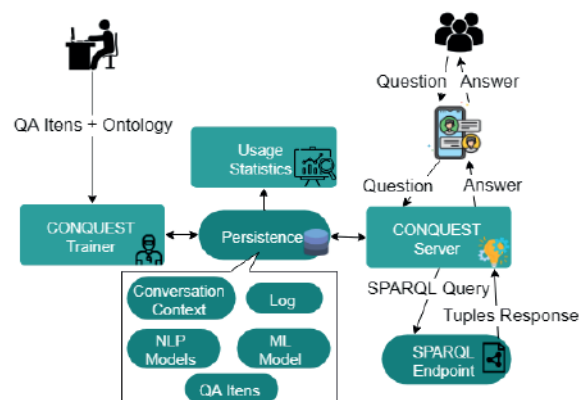 Question Answer
QA Itens + Ontology
Usage
Statistics
Question Answer
CONQUEST
Trainer
Persistence
CONQUEST
Server
Conversation
Context
Log
SPARQL Query
Tuples Response
NLP
Models
ML
Model
SPARQL
Endpoint
QA Itens